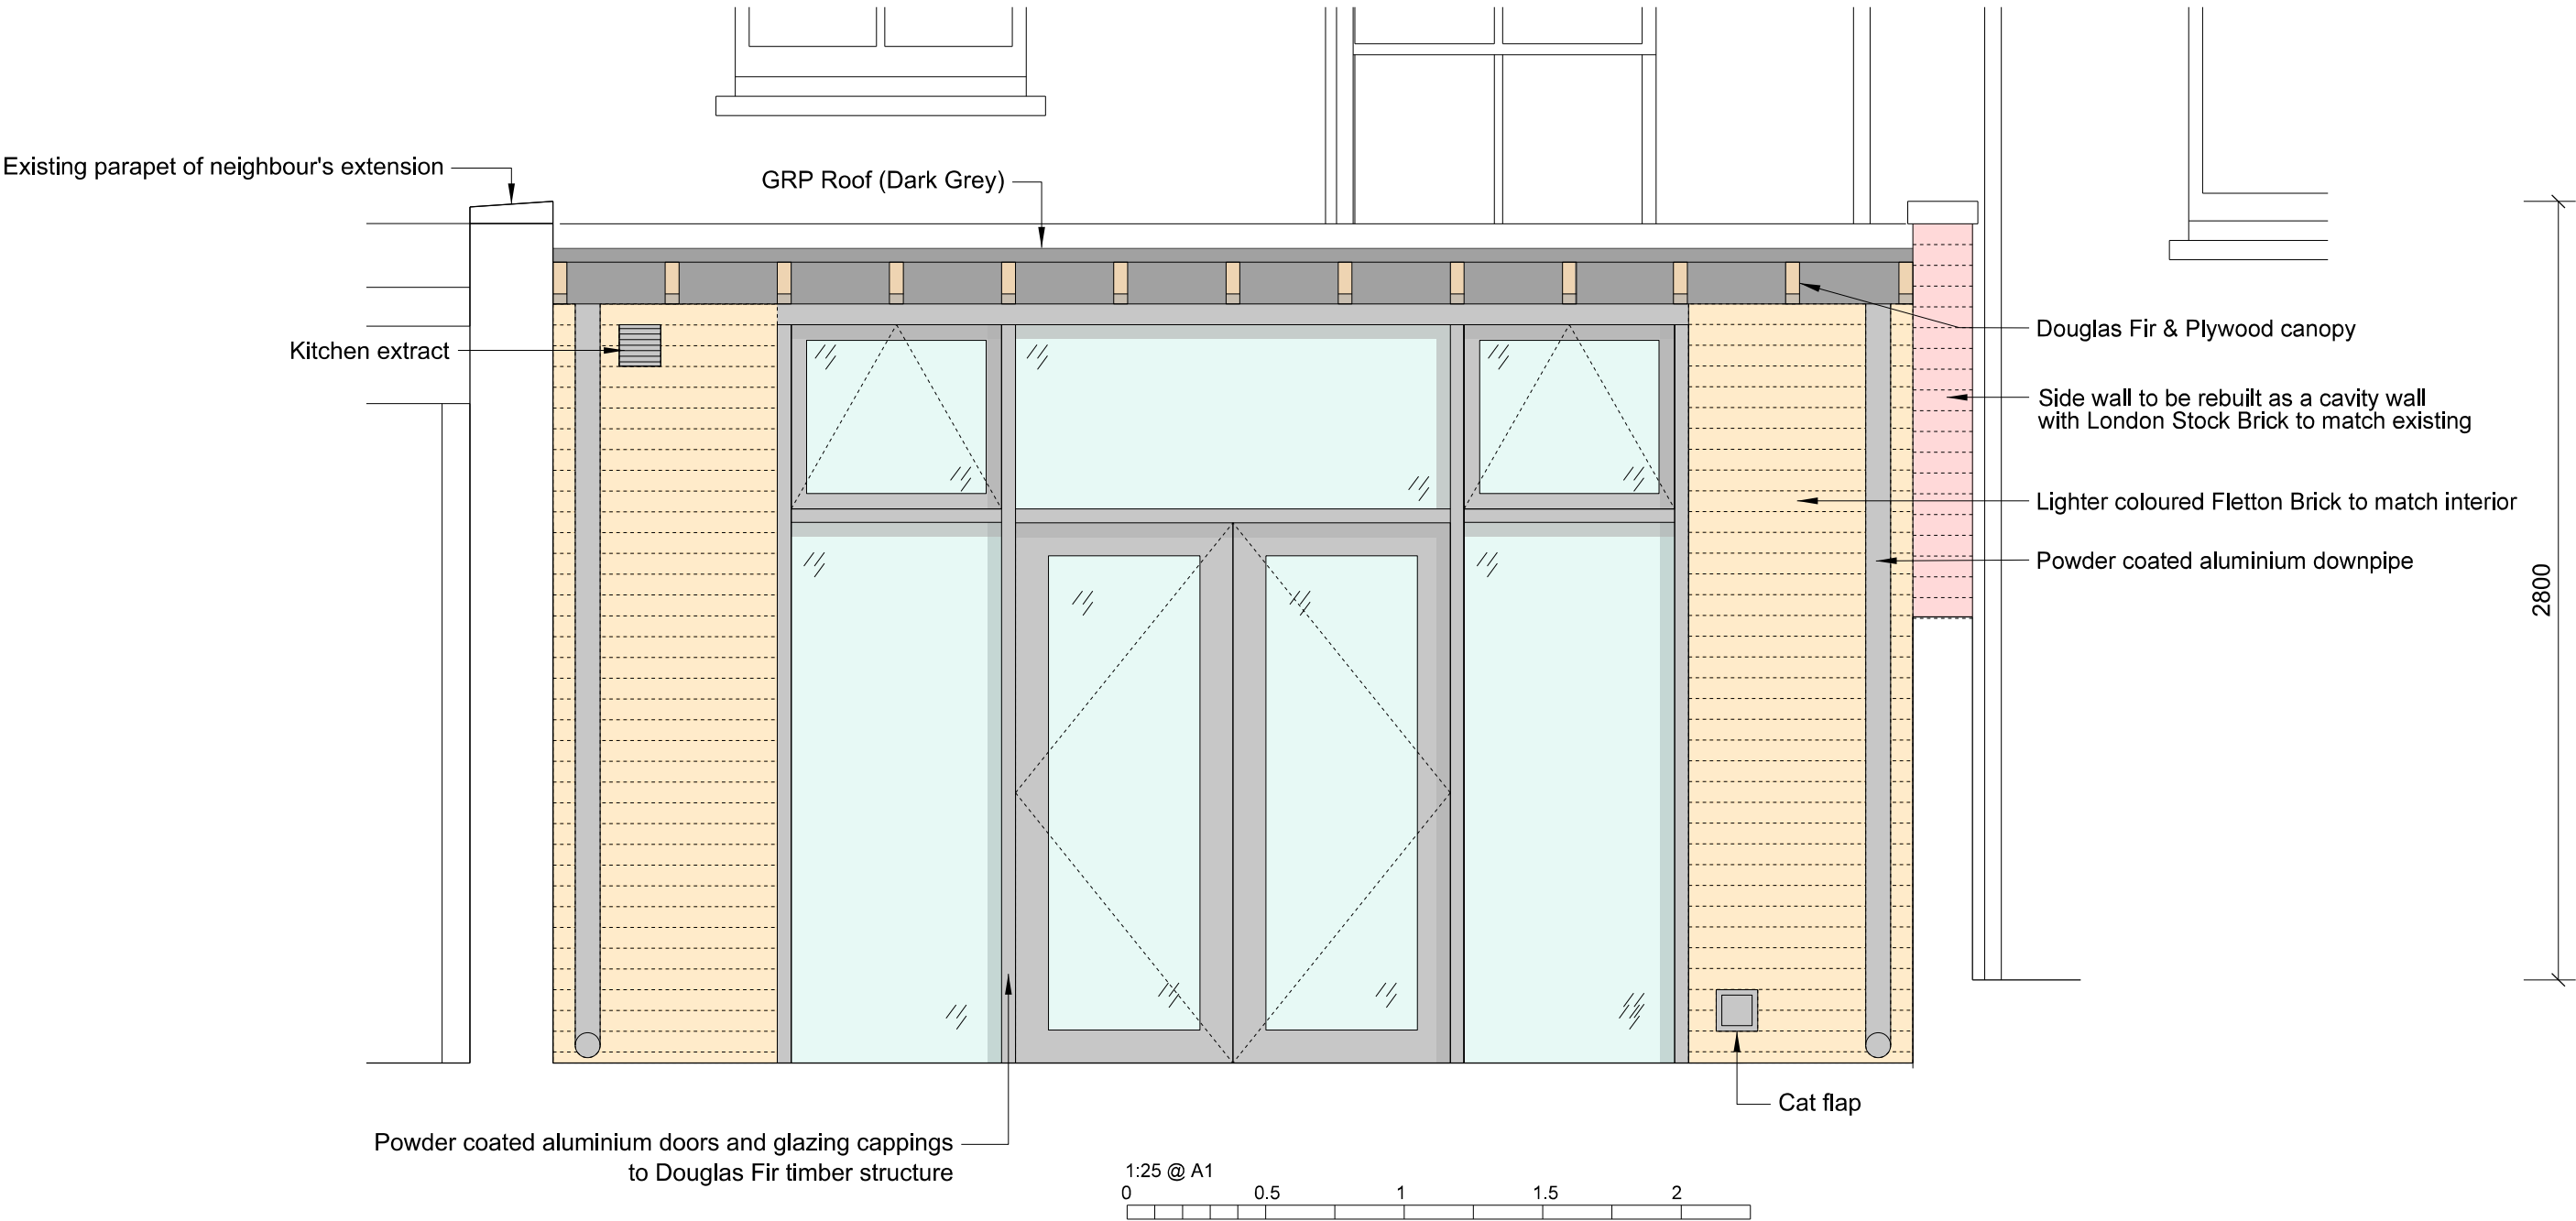 Existing parapet of neighbour's extension
GRP Roof (Dark Grey)
Kitchen extract
Douglas Fir & Plywood canopy
Side wall to be rebuilt as a cavity wall
with London Stock Brick to match existing
Lighter coloured Fletton Brick to match interior
Powder coated aluminium downpipe
2800
Cat flap
Powder coated aluminium doors and glazing cappings
to Douglas Fir timber structure
1:25 @ A1
0 0.5 1 1.5 2